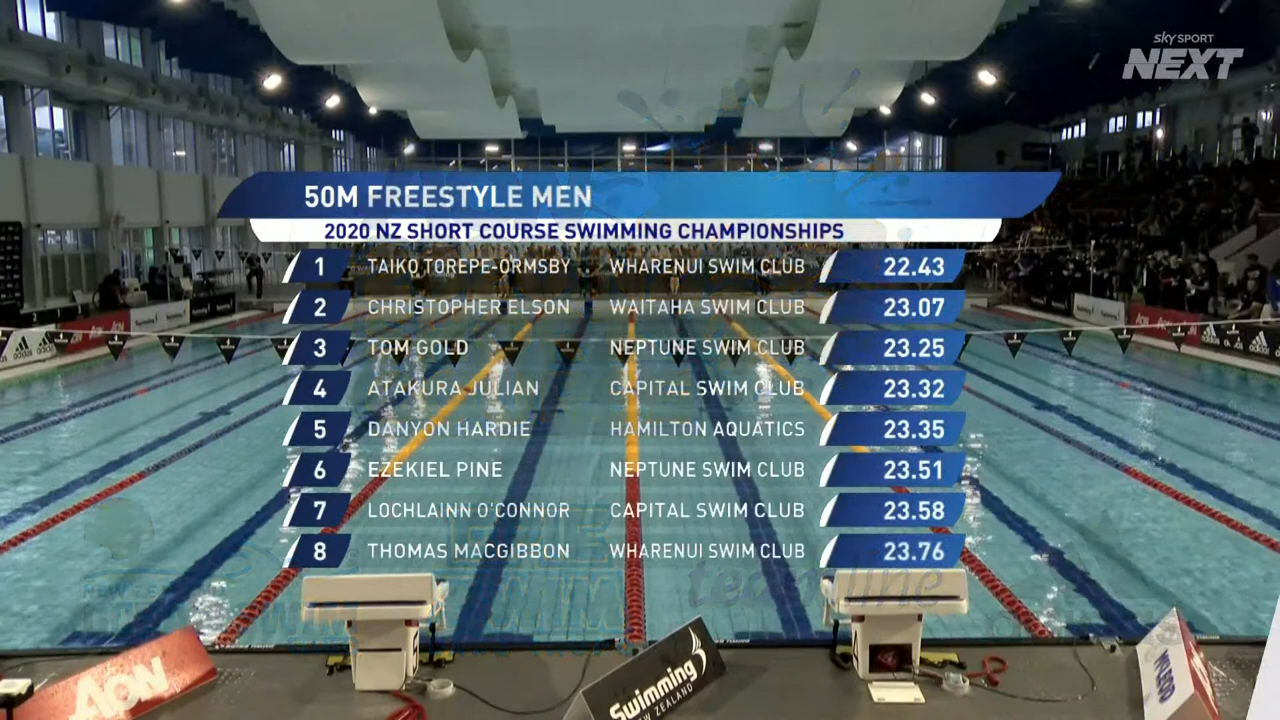 sky SPORT
NEXT
50M FREESTYLE MEN
2020 NZ SHORT COURSE SWIMMING CHAMPIONSHIPS
1 TAIKO TOREPE-ORMSBY WHARENUI SWIM CLUB 22.43
2 CHRISTOPHER ELSON WAITAHA SWIM CLUB 23.07
3 TOM GOLD NEPTUNE SWIM CLUB 23.25
4 ATAKURA JULIAN CAPITAL SWIM CLUB 23.32
5 DANYON HARDIE HAMILTON AQUATICS 23.35
6 EZEKIEL PINE NEPTUNE SWIM CLUB 23.51
7 LOCHLAINN O'CONNOR CAPITAL SWIM CLUB 23.58
8 THOMAS MACGIBBON WHARENUI SWIM CLUB 23.76
teamline
AON
Swimming
NEW ZEALAND
MCLEOD
AON
adidas